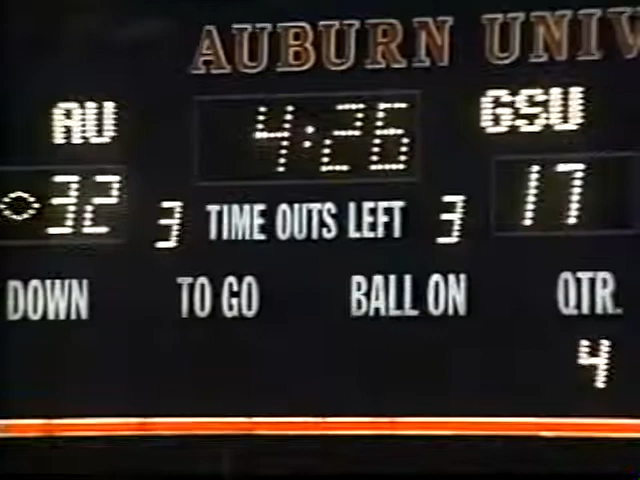 AUBURN UNIV
AU 4:26 GSU
32 3 TIME OUTS LEFT 3 17
DOWN TO GO BALL ON QTR.
4